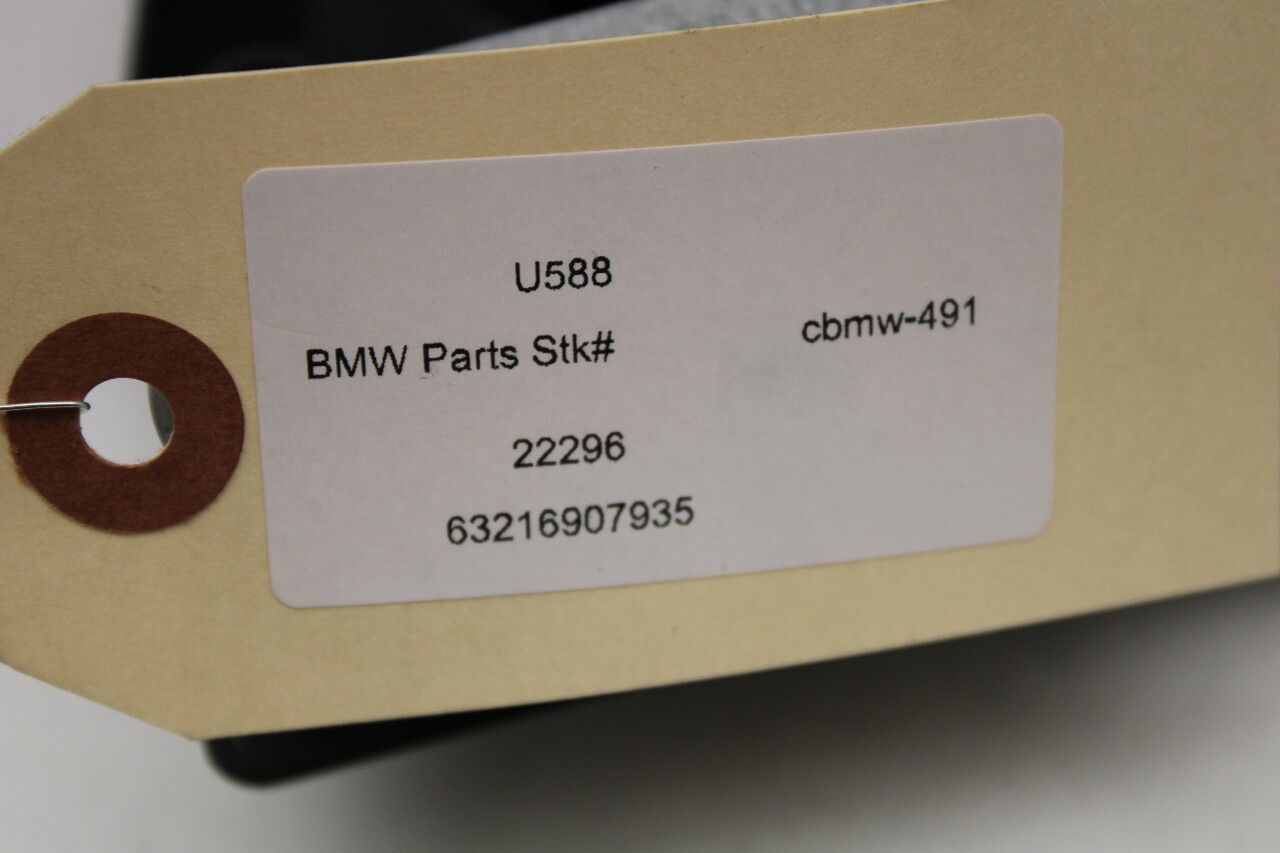 U588
BMW Parts Stk#
cbmw-491
22296
63216907935